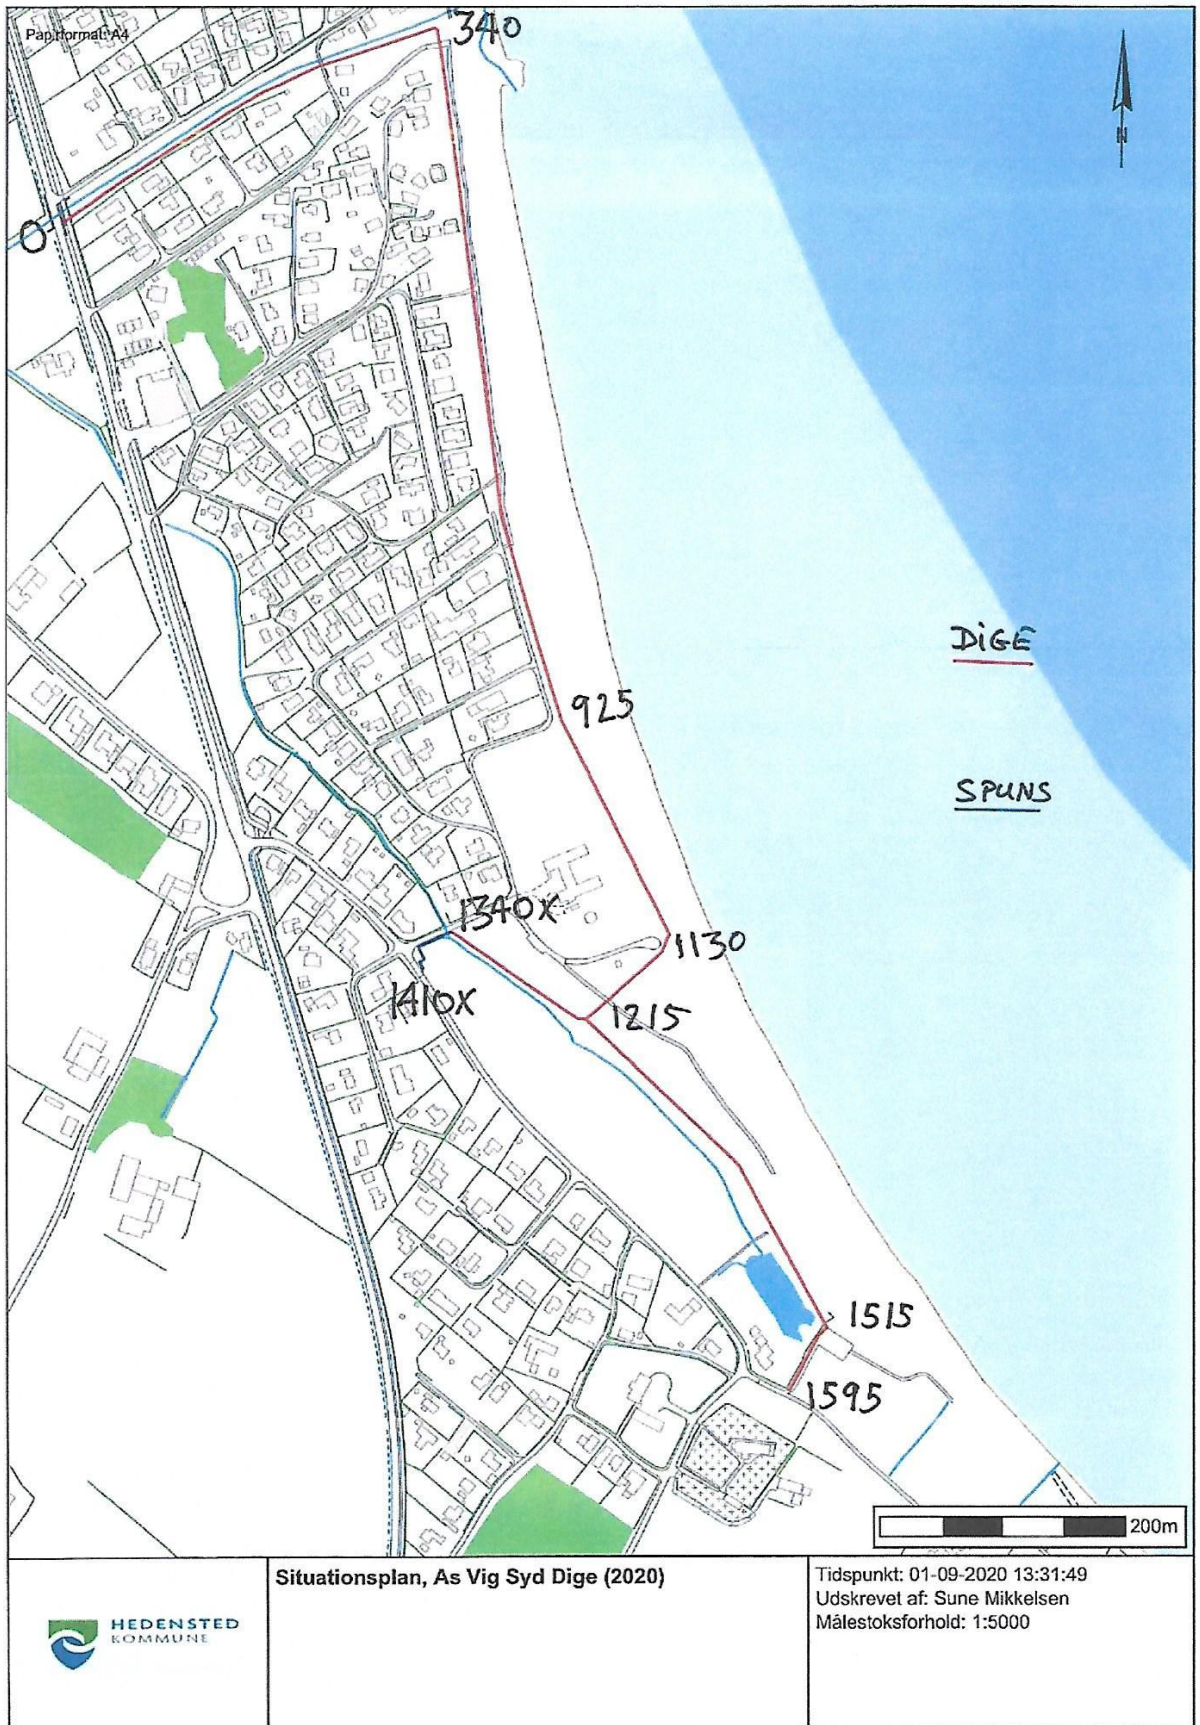 Papirformat: A4
340
0
N
DIGE
925
SPUNS
1340X
1130
1410X
1215
1515
1595
200m
HEDENSTED
KOMMUNE
Situationsplan, As Vig Syd Dige (2020)
Tidspunkt: 01-09-2020 13:31:49
Udskrevet af: Sune Mikkelsen
Målestoksforhold: 1:5000